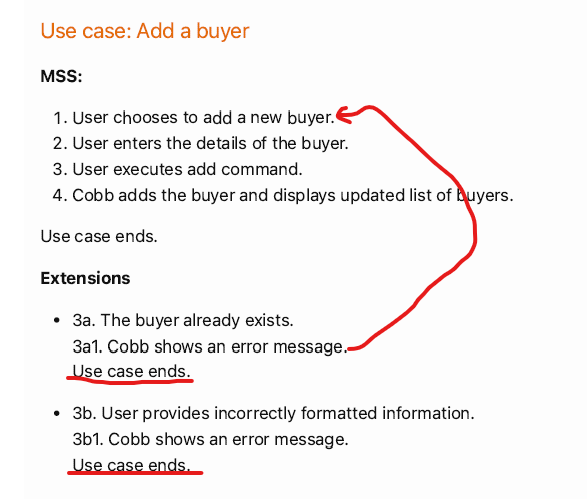 Use case: Add a buyer
MSS:
1. User chooses to add a new buyer.
2. User enters the details of the buyer.
3. User executes add command.
4. Cobb adds the buyer and displays updated list of buyers.
Use case ends.
Extensions
• 3a. The buyer already exists.
3a1. Cobb shows an error message.
Use case ends.
• 3b. User provides incorrectly formatted information.
3b1. Cobb shows an error message.
Use case ends.